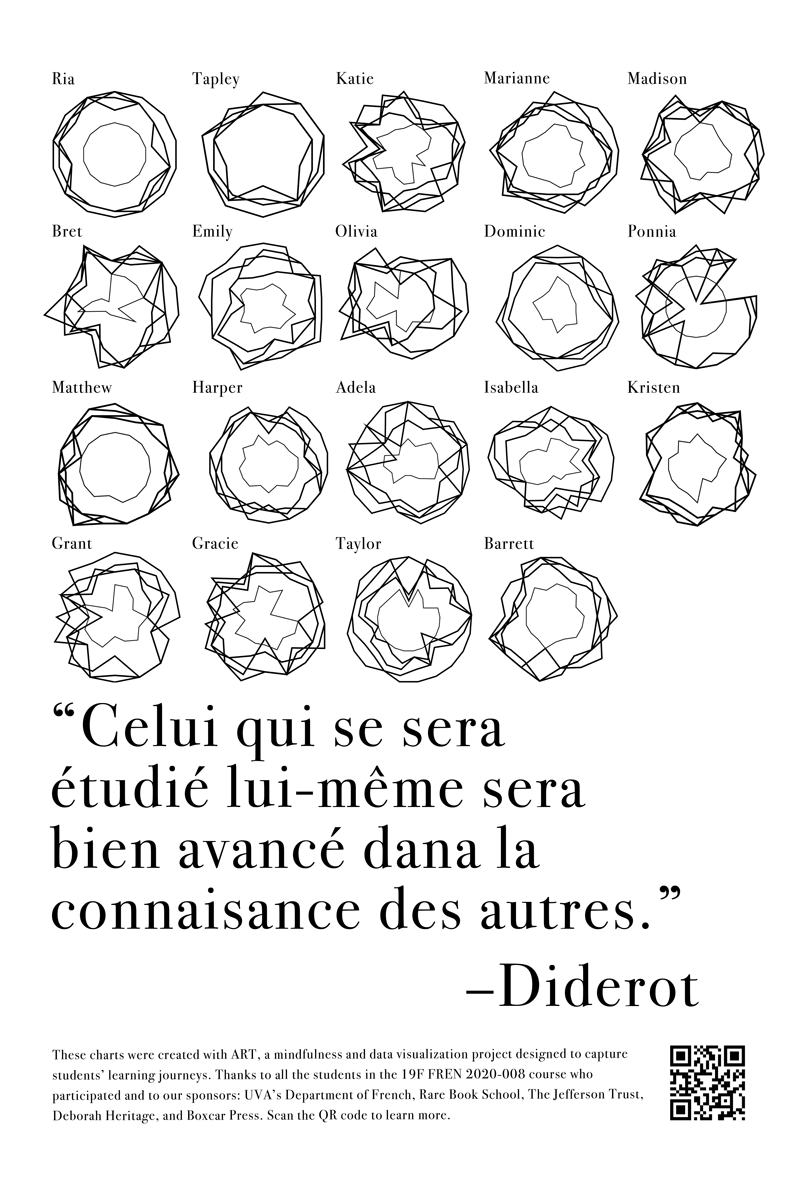 Ria Tapley Katie Marianne Madison
Bret Emily Olivia Dominic Ponnia
Matthew Harper Adela Isabella Kristen
Grant Gracie Taylor Barrett
“Celui qui se sera
étudié lui-même sera
bien avancé dana la
connaisance des autres.”
–Diderot
These charts were created with ART, a mindfulness and data visualization project designed to capture
students’ learning journeys. Thanks to all the students in the 19F FREN 2020-008 course who
participated and to our sponsors: UVA’s Department of French, Rare Book School, The Jefferson Trust,
Deborah Heritage, and Boxcar Press. Scan the QR code to learn more.